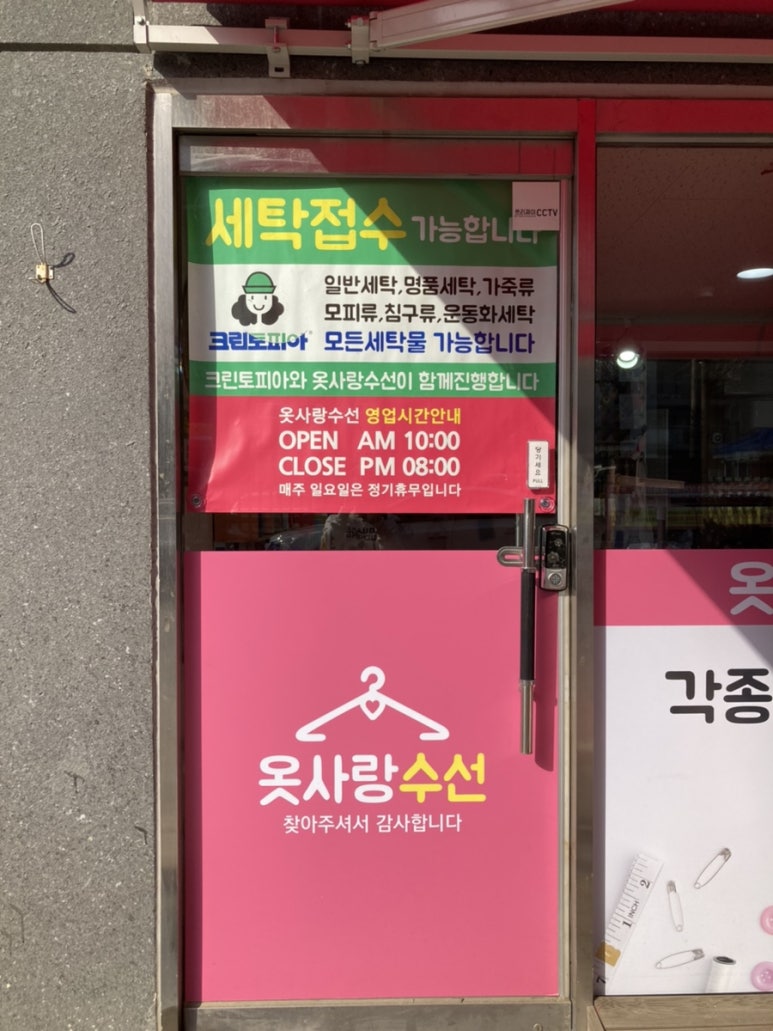 세탁접수 가능합니다
CCTV
일반세탁,명품세탁,가죽류
모피류,침구류,운동화세탁
크린토피아 모든세탁물 가능합니다
크린토피아와 옷사랑수선이 함께진행합니다
옷사랑수선 영업시간안내
OPEN AM 10:00
CLOSE PM 08:00
매주 일요일은 정기휴무입니다
당기세요
PULL
옷사랑수선
찾아주셔서 감사합니다
옷
각종
1 INCH 2